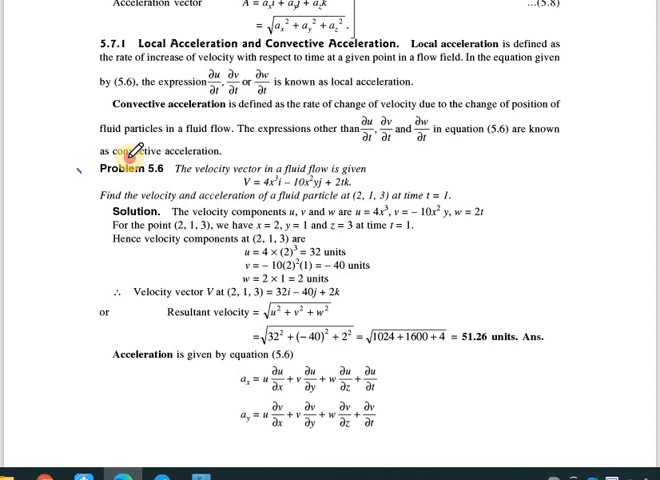 Acceleration vector A = aₓi + aᵧj + a_zk ...(5.8)
= √(aₓ² + aᵧ² + a_z²) .
5.7.1 Local Acceleration and Convective Acceleration. Local acceleration is defined as
the rate of increase of velocity with respect to time at a given point in a flow field. In the equation given
by (5.6), the expression ∂u/∂t, ∂v/∂t or ∂w/∂t is known as local acceleration.
Convective acceleration is defined as the rate of change of velocity due to the change of position of
fluid particles in a fluid flow. The expressions other than ∂u/∂t, ∂v/∂t and ∂w/∂t in equation (5.6) are known
as convective acceleration.
Problem 5.6 The velocity vector in a fluid flow is given
V = 4x³i – 10x²yj + 2tk.
Find the velocity and acceleration of a fluid particle at (2, 1, 3) at time t = 1.
Solution. The velocity components u, v and w are u = 4x³, v = – 10x² y, w = 2t
For the point (2, 1, 3), we have x = 2, y = 1 and z = 3 at time t = 1.
Hence velocity components at (2, 1, 3) are
u = 4 × (2)³ = 32 units
v = – 10(2)²(1) = – 40 units
w = 2 × 1 = 2 units
∴ Velocity vector V at (2, 1, 3) = 32i – 40j + 2k
or Resultant velocity = √(u² + v² + w²)
= √(32² + (– 40)² + 2²) = √(1024 + 1600 + 4) = 51.26 units. Ans.
Acceleration is given by equation (5.6)
aₓ = u ∂u/∂x + v ∂u/∂y + w ∂u/∂z + ∂u/∂t
aᵧ = u ∂v/∂x + v ∂v/∂y + w ∂v/∂z + ∂v/∂t